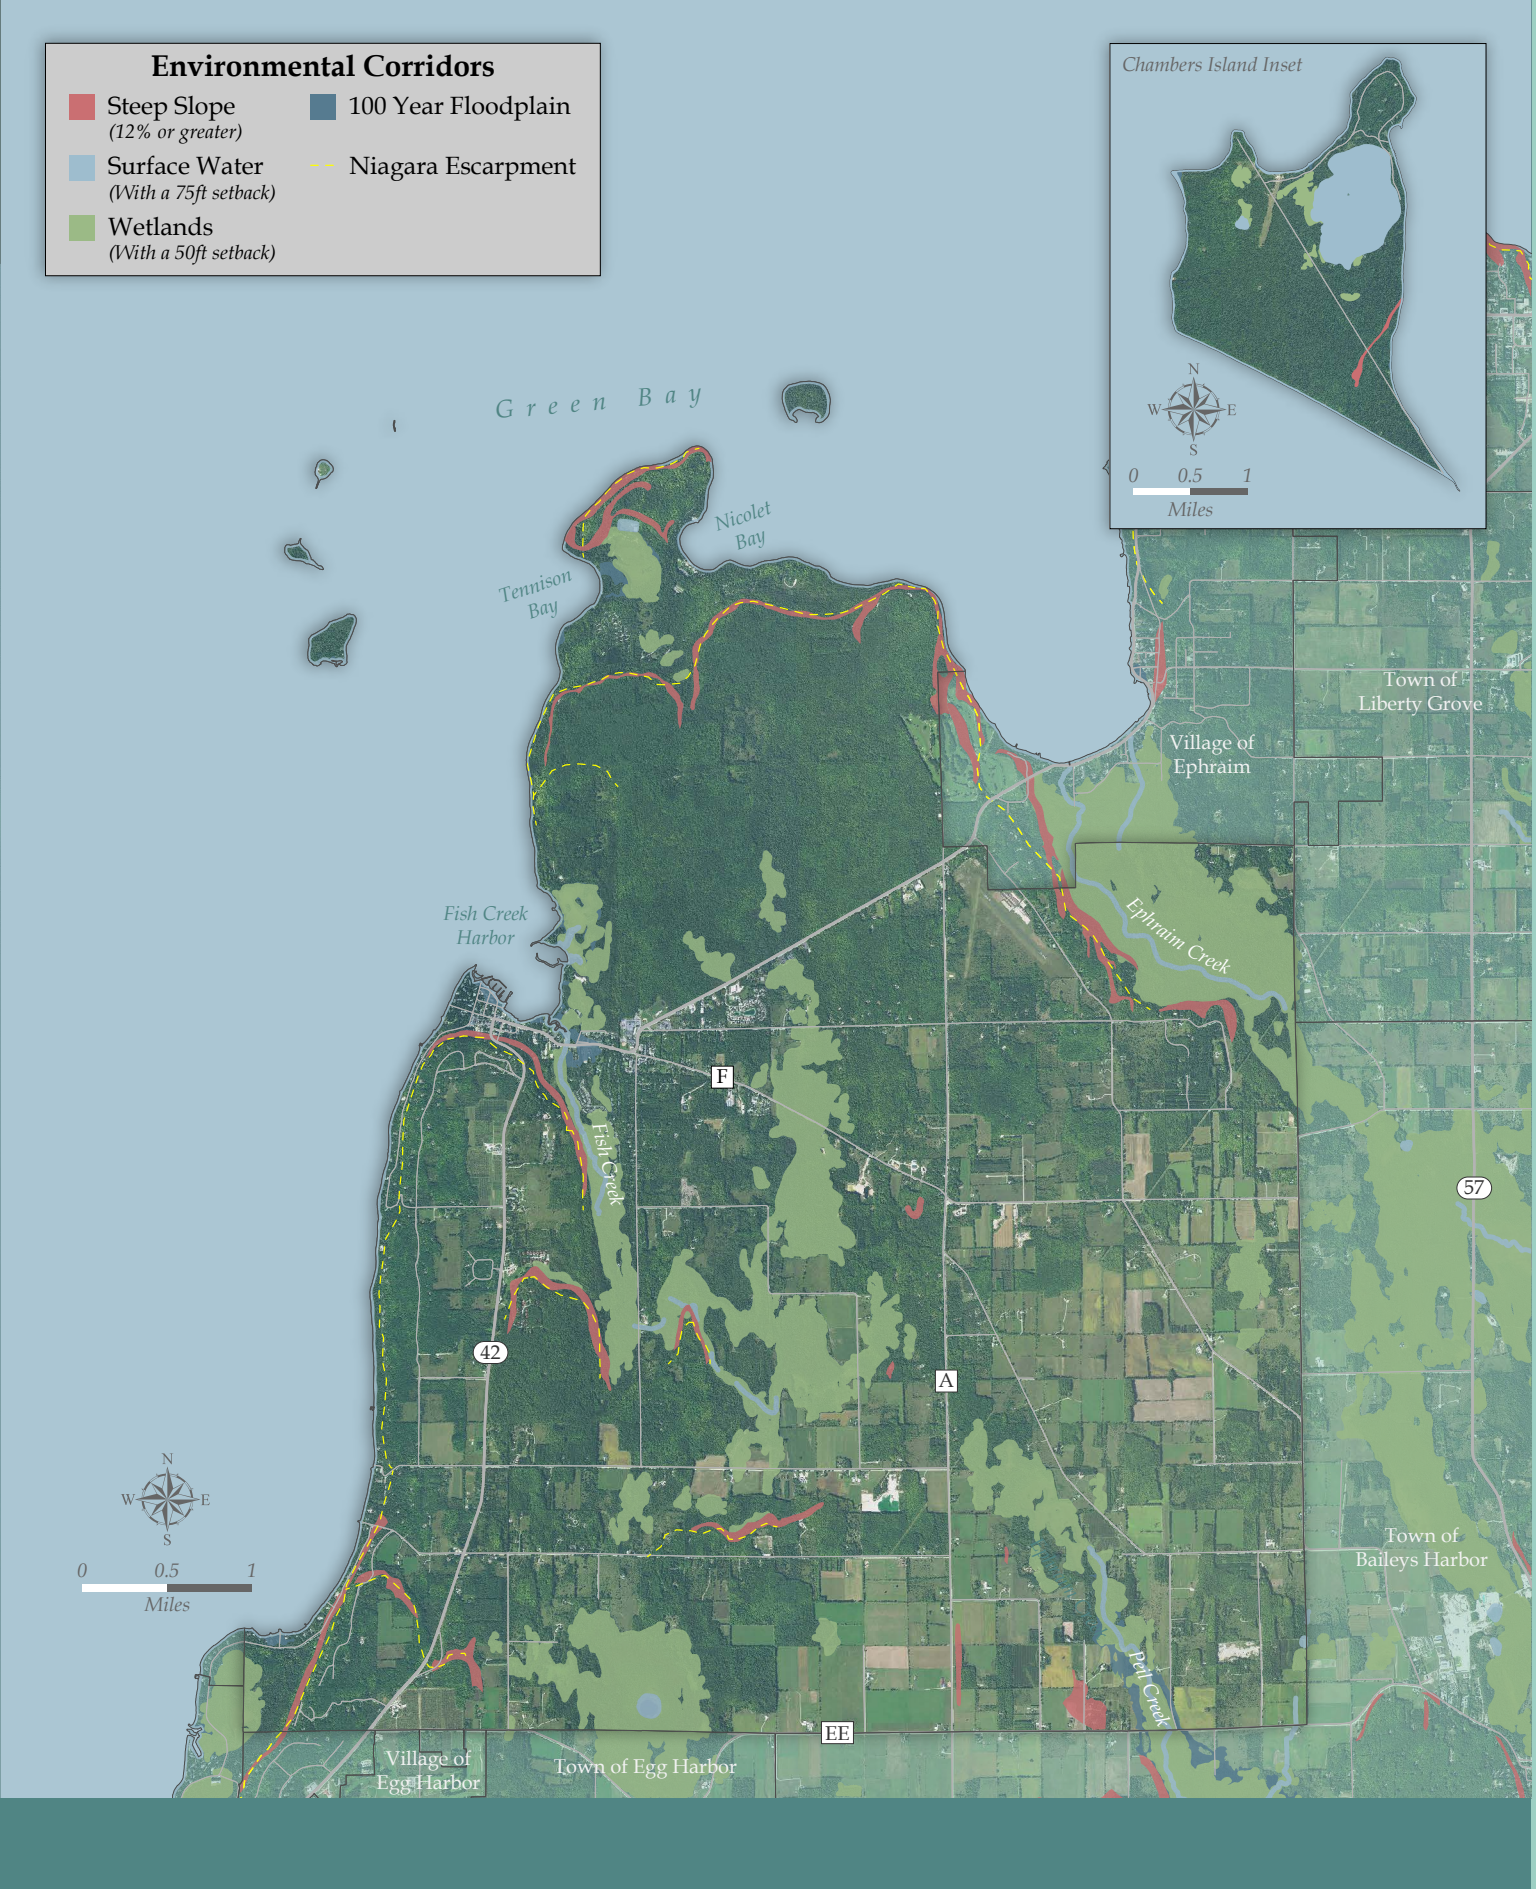 Environmental Corridors
Steep Slope
(12% or greater)
100 Year Floodplain
Surface Water
(With a 75ft setback)
Niagara Escarpment
Wetlands
(With a 50ft setback)
Chambers Island Inset
N
W E
S
0 0.5 1
Miles
Green Bay
Nicolet
Bay
Tennison
Bay
Town of
Liberty Grove
Village of
Ephraim
Fish Creek
Harbor
Ephraim Creek
F
Fish Creek
57
42
A
N
W E
S
0 0.5 1
Miles
Town of
Baileys Harbor
Peil Creek
EE
Village of
Egg Harbor
Town of Egg Harbor